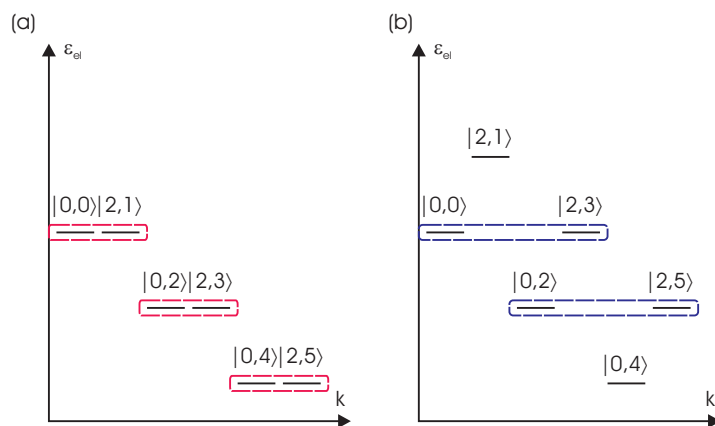 (a)
ε_el
|0,0⟩|2,1⟩
|0,2⟩|2,3⟩
|0,4⟩|2,5⟩
k
(b)
ε_el
|2,1⟩
|0,0⟩ |2,3⟩
|0,2⟩ |2,5⟩
|0,4⟩
k